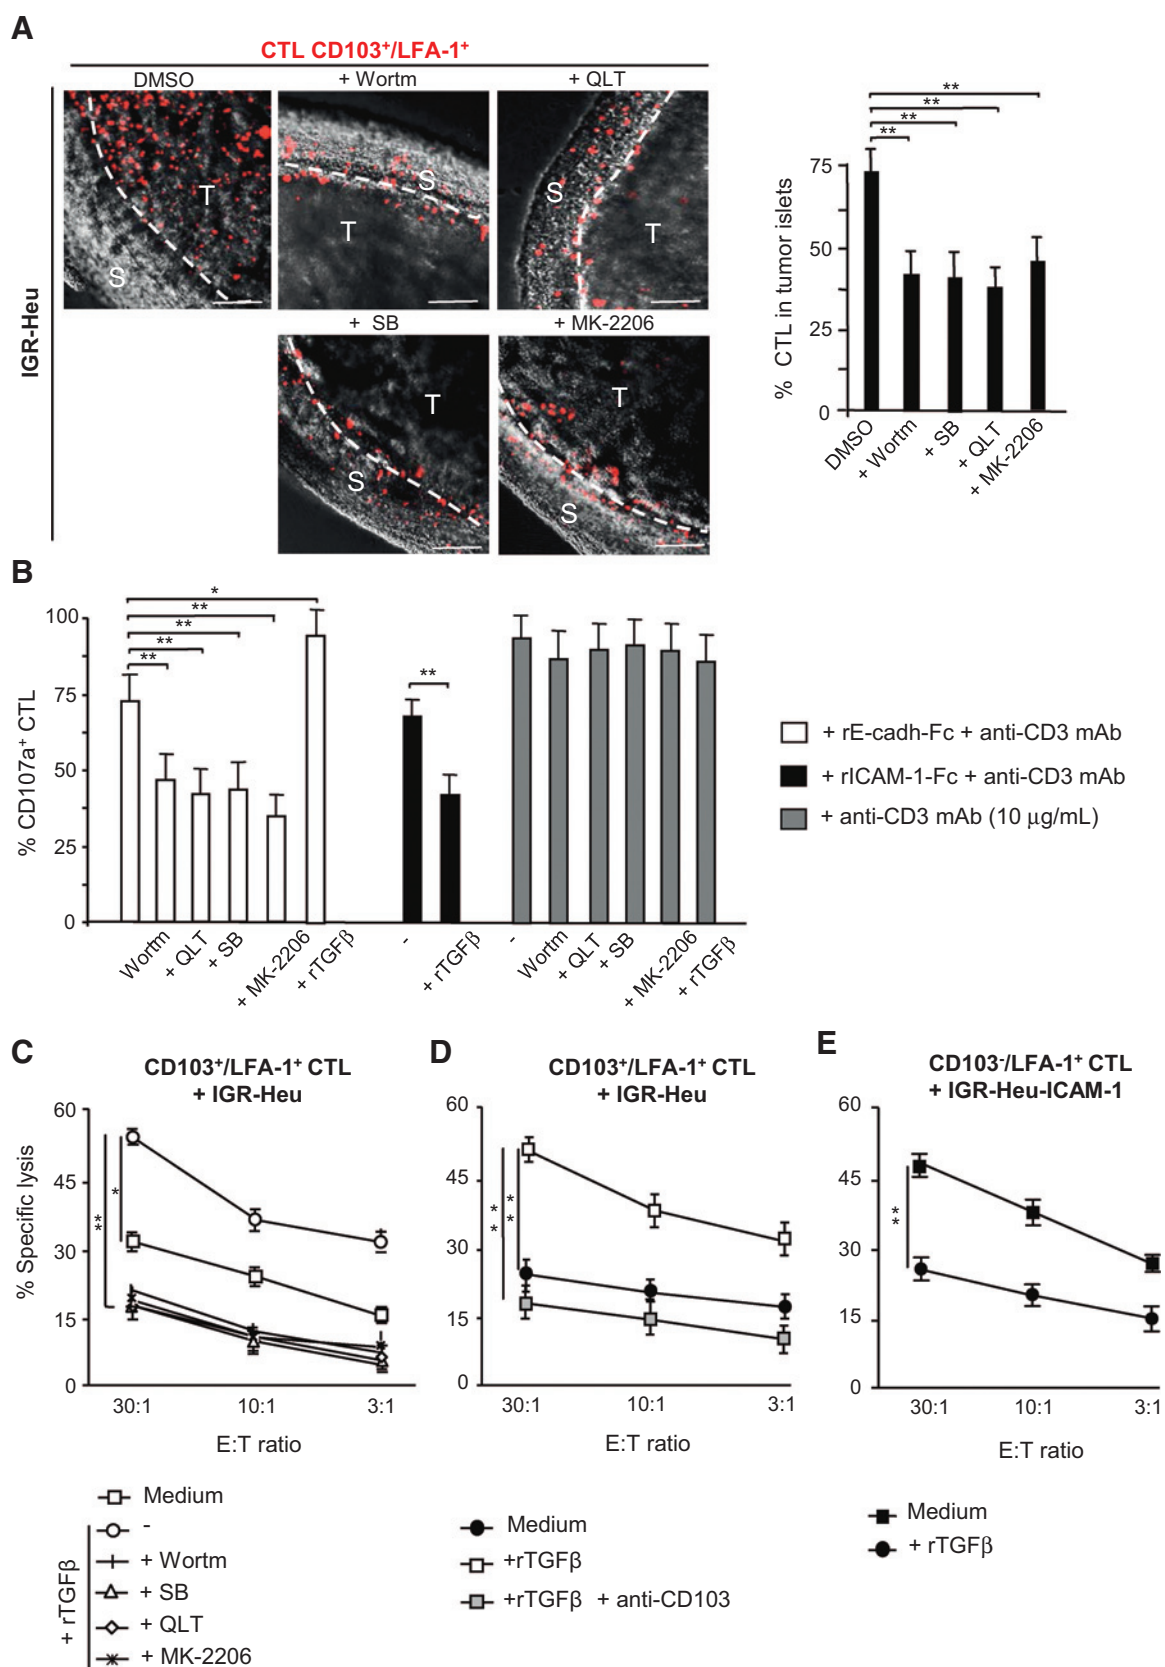 A
CTL CD103⁺/LFA-1⁺
DMSO
+ Wortm
+ QLT
IGR-Heu
T
S
S
T
S
T
+ SB
+ MK-2206
T
S
T
S
% CTL in tumor islets
75
50
25
0
**
**
**
**
DMSO
+ Wortm
+ SB
+ QLT
+ MK-2206
B
% CD107a⁺ CTL
100
75
50
25
0
*
**
**
**
**
**
Wortm
+ QLT
+ SB
+ MK-2206
+ rTGFβ
-
+ rTGFβ
-
Wortm
+ QLT
+ SB
+ MK-2206
+ rTGFβ
+ rE-cadh-Fc + anti-CD3 mAb
+ rICAM-1-Fc + anti-CD3 mAb
+ anti-CD3 mAb (10 μg/mL)
C
CD103⁺/LFA-1⁺ CTL
+ IGR-Heu
% Specific lysis
60
45
30
15
0
*
**
30:1
10:1
3:1
E:T ratio
Medium
+ rTGFβ
-
+ Wortm
+ SB
+ QLT
+ MK-2206
D
CD103⁺/LFA-1⁺ CTL
+ IGR-Heu
60
45
30
15
0
**
**
30:1
10:1
3:1
E:T ratio
Medium
+rTGFβ
+rTGFβ + anti-CD103
E
CD103⁻/LFA-1⁺ CTL
+ IGR-Heu-ICAM-1
60
45
30
15
0
**
30:1
10:1
3:1
E:T ratio
Medium
+ rTGFβ